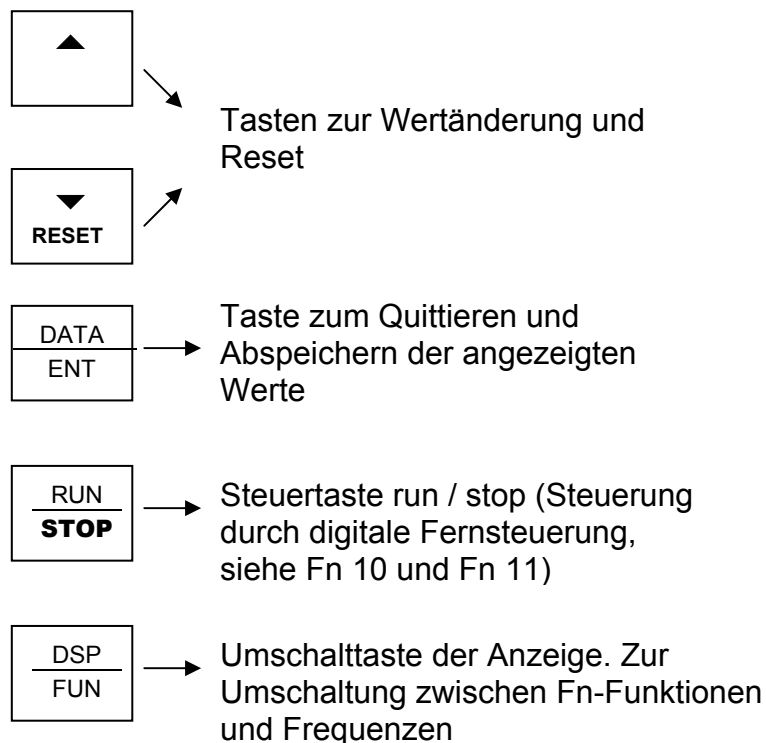 Tasten zur Wertänderung und
Reset
RESET
DATA
ENT
Taste zum Quittieren und
Abspeichern der angezeigten
Werte
RUN
STOP
Steuertaste run / stop (Steuerung
durch digitale Fernsteuerung,
siehe Fn 10 und Fn 11)
DSP
FUN
Umschalttaste der Anzeige. Zur
Umschaltung zwischen Fn-Funktionen
und Frequenzen